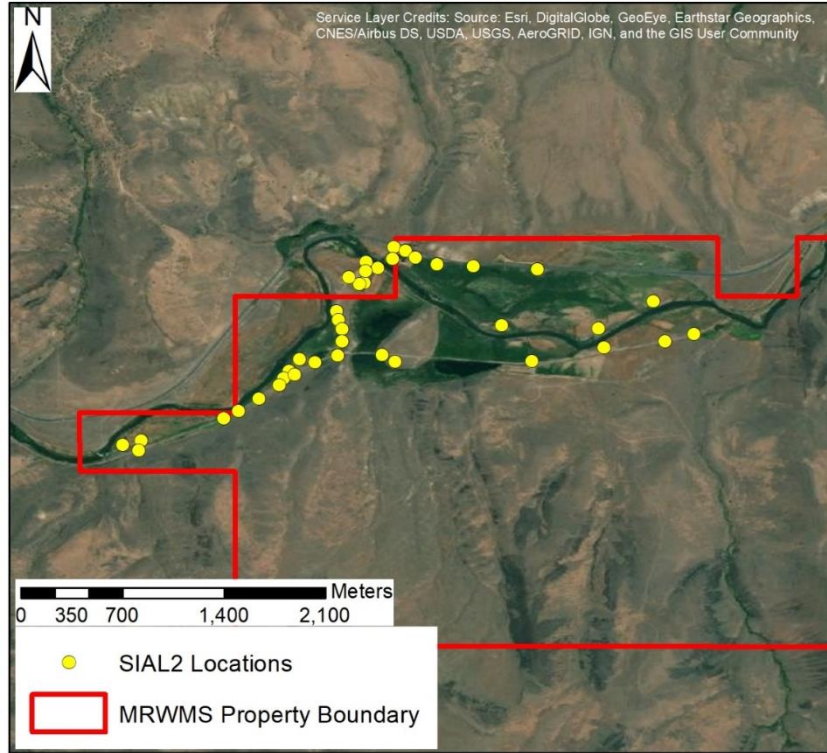 Service Layer Credits: Source: Esri, DigitalGlobe, GeoEye, Earthstar Geographics,
CNES/Airbus DS, USDA, USGS, AeroGRID, IGN, and the GIS User Community
N
Meters
0 350 700 1,400 2,100
SIAL2 Locations
MRWMS Property Boundary